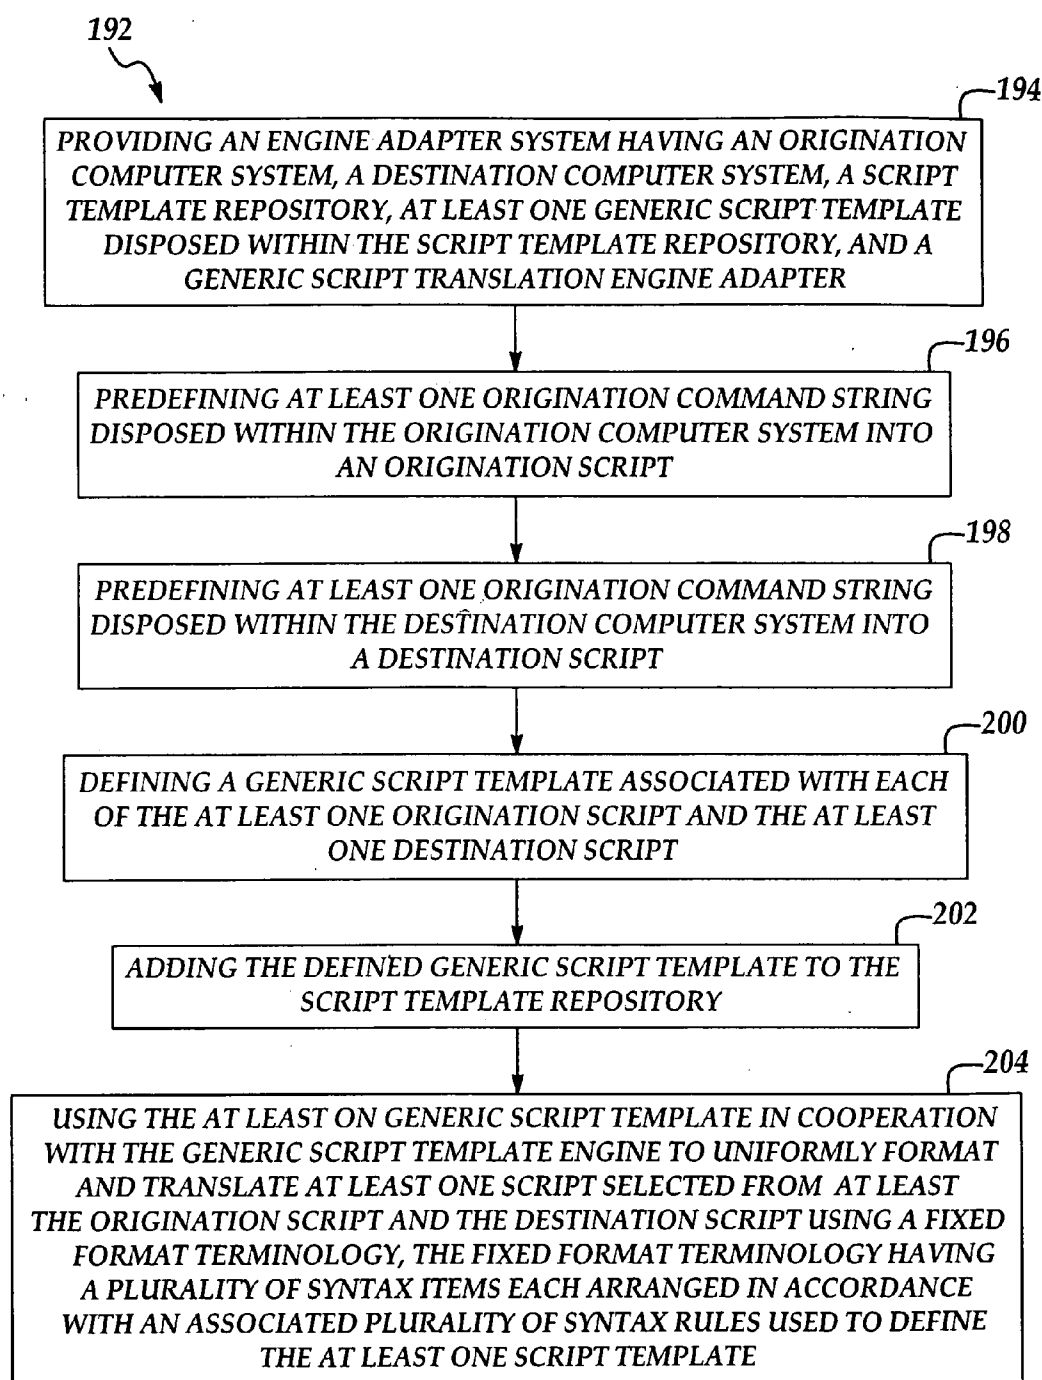 192
194
PROVIDING AN ENGINE ADAPTER SYSTEM HAVING AN ORIGINATION
COMPUTER SYSTEM, A DESTINATION COMPUTER SYSTEM, A SCRIPT
TEMPLATE REPOSITORY, AT LEAST ONE GENERIC SCRIPT TEMPLATE
DISPOSED WITHIN THE SCRIPT TEMPLATE REPOSITORY, AND A
GENERIC SCRIPT TRANSLATION ENGINE ADAPTER
196
PREDEFINING AT LEAST ONE ORIGINATION COMMAND STRING
DISPOSED WITHIN THE ORIGINATION COMPUTER SYSTEM INTO
AN ORIGINATION SCRIPT
198
PREDEFINING AT LEAST ONE ORIGINATION COMMAND STRING
DISPOSED WITHIN THE DESTINATION COMPUTER SYSTEM INTO
A DESTINATION SCRIPT
200
DEFINING A GENERIC SCRIPT TEMPLATE ASSOCIATED WITH EACH
OF THE AT LEAST ONE ORIGINATION SCRIPT AND THE AT LEAST
ONE DESTINATION SCRIPT
202
ADDING THE DEFINED GENERIC SCRIPT TEMPLATE TO THE
SCRIPT TEMPLATE REPOSITORY
204
USING THE AT LEAST ON GENERIC SCRIPT TEMPLATE IN COOPERATION
WITH THE GENERIC SCRIPT TEMPLATE ENGINE TO UNIFORMLY FORMAT
AND TRANSLATE AT LEAST ONE SCRIPT SELECTED FROM AT LEAST
THE ORIGINATION SCRIPT AND THE DESTINATION SCRIPT USING A FIXED
FORMAT TERMINOLOGY, THE FIXED FORMAT TERMINOLOGY HAVING
A PLURALITY OF SYNTAX ITEMS EACH ARRANGED IN ACCORDANCE
WITH AN ASSOCIATED PLURALITY OF SYNTAX RULES USED TO DEFINE
THE AT LEAST ONE SCRIPT TEMPLATE